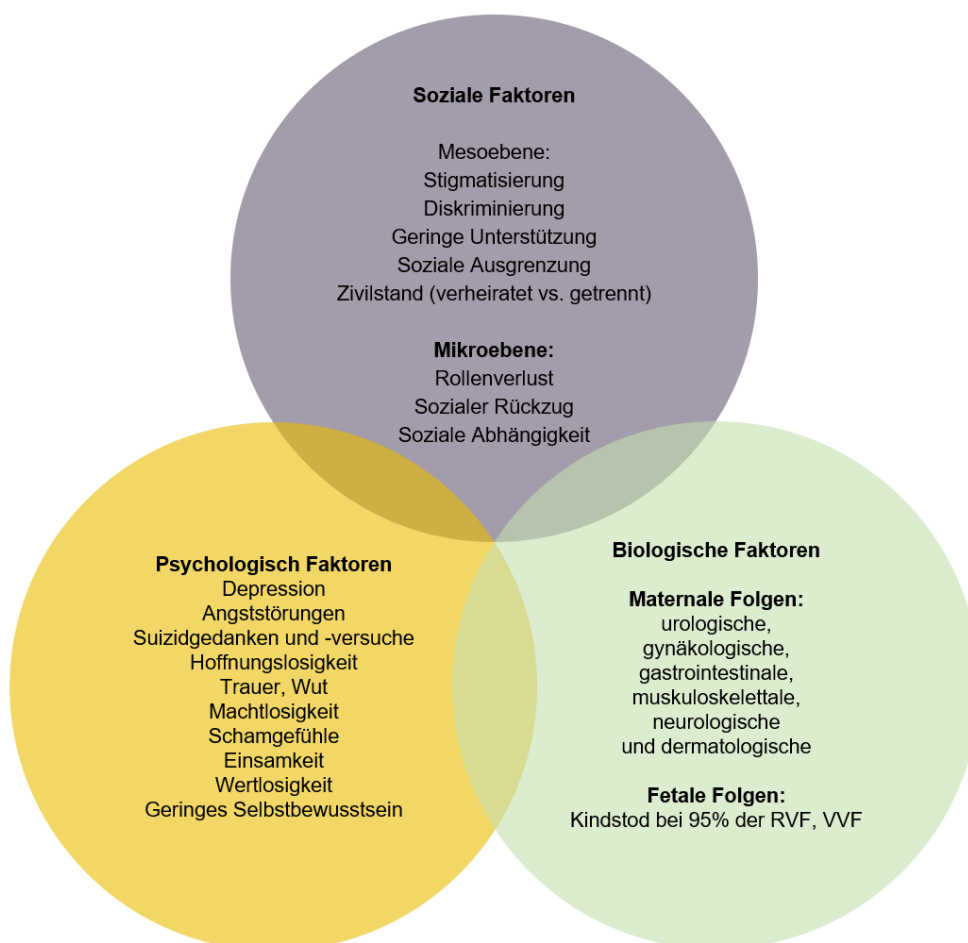 Soziale Faktoren
Mesoebene:
Stigmatisierung
Diskriminierung
Geringe Unterstützung
Soziale Ausgrenzung
Zivilstand (verheiratet vs. getrennt)
Mikroebene:
Rollenverlust
Sozialer Rückzug
Soziale Abhängigkeit
Psychologisch Faktoren
Depression
Angststörungen
Suizidgedanken und -versuche
Hoffnungslosigkeit
Trauer, Wut
Machtlosigkeit
Schamgefühle
Einsamkeit
Wertlosigkeit
Geringes Selbstbewusstsein
Biologische Faktoren
Maternale Folgen:
urologische,
gynäkologische,
gastrointestinale,
muskuloskelettale,
neurologische
und dermatologische
Fetale Folgen:
Kindstod bei 95% der RVF, VVF